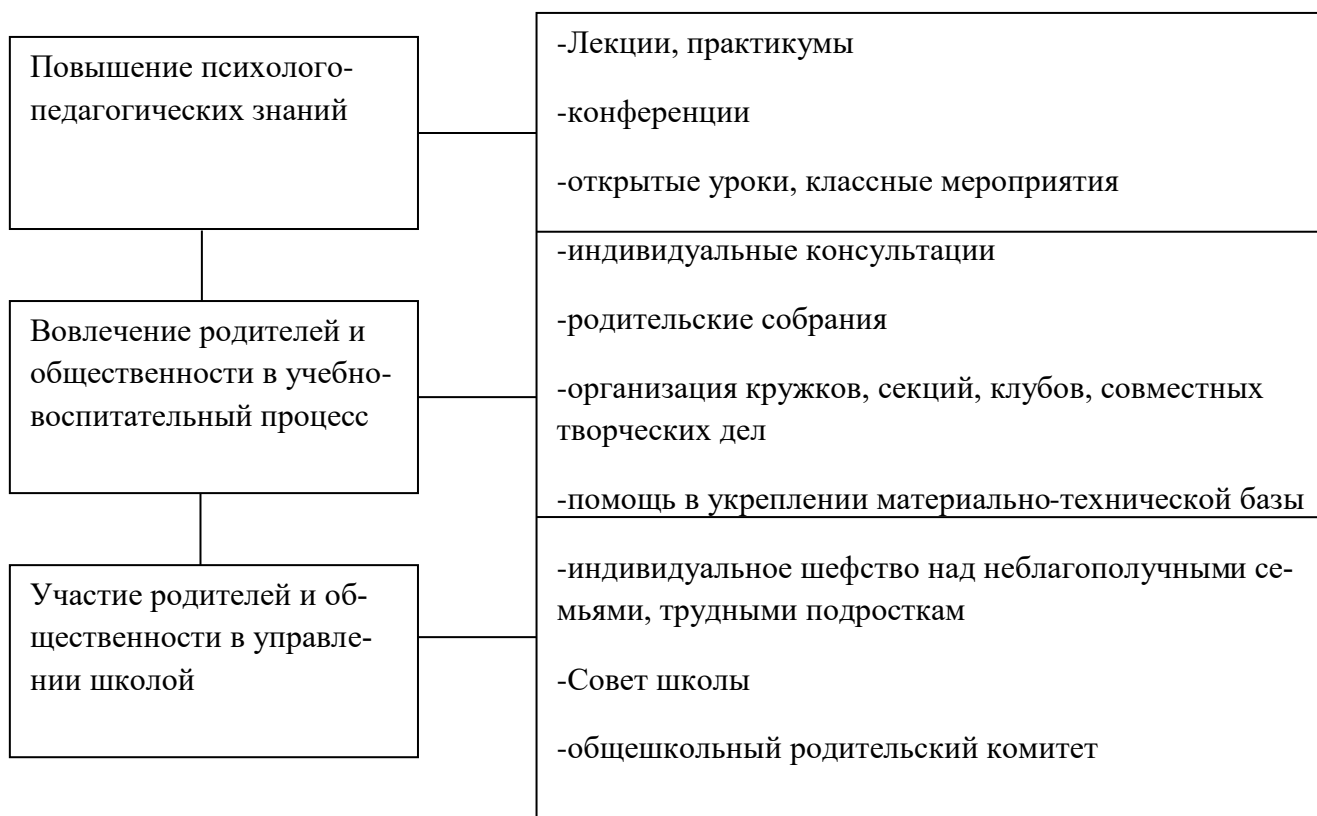 Повышение психолого-
педагогических знаний
-Лекции, практикумы
-конференции
-открытые уроки, классные мероприятия
Вовлечение родителей и
общественности в учебно-
воспитательный процесс
-индивидуальные консультации
-родительские собрания
-организация кружков, секций, клубов, совместных
творческих дел
-помощь в укреплении материально-технической базы
Участие родителей и об-
щественности в управле-
нии школой
-индивидуальное шефство над неблагополучными се-
мьями, трудными подросткам
-Совет школы
-общешкольный родительский комитет